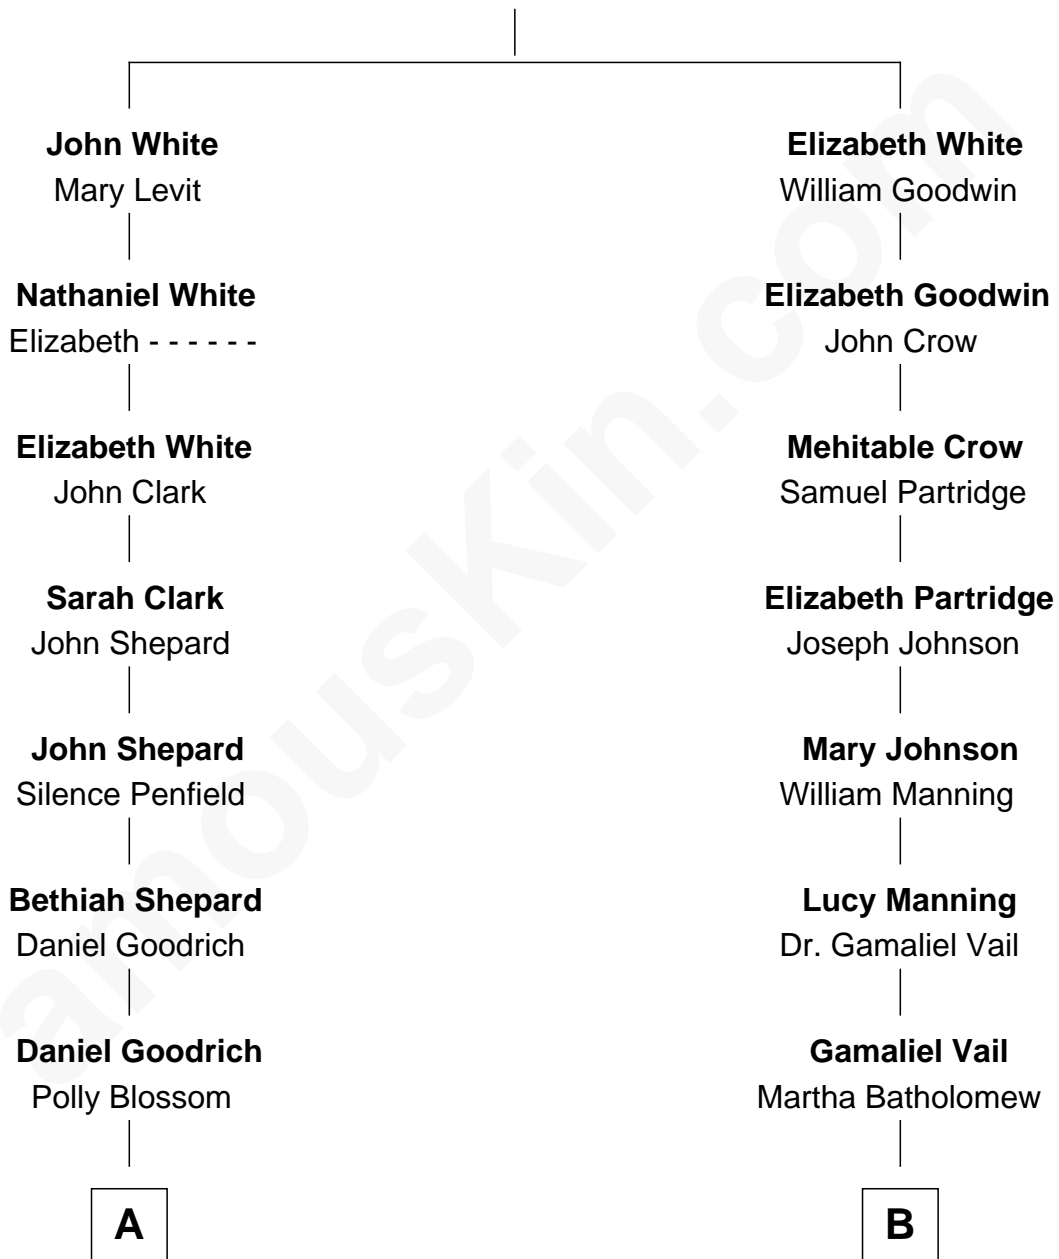 John White
Mary Levit
Elizabeth White
William Goodwin
Nathaniel White
Elizabeth - - - - - -
Elizabeth Goodwin
John Crow
Elizabeth White
John Clark
Mehitable Crow
Samuel Partridge
Sarah Clark
John Shepard
Elizabeth Partridge
Joseph Johnson
John Shepard
Silence Penfield
Mary Johnson
William Manning
Bethiah Shepard
Daniel Goodrich
Lucy Manning
Dr. Gamaliel Vail
Daniel Goodrich
Polly Blossom
Gamaliel Vail
Martha Batholomew
A
B
amouskin.com